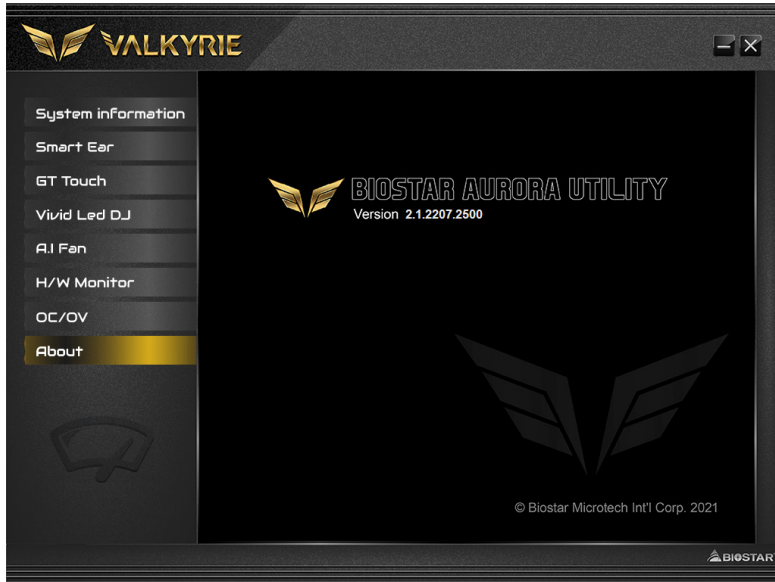 VALKYRIE
System information
Smart Ear
GT Touch
Vivid Led DJ
A.I Fan
H/W Monitor
OC/OV
About
BIOSTAR AURORA UTILITY
Version 2.1.2207.2500
© Biostar Microtech Int'l Corp. 2021
BIOSTAR